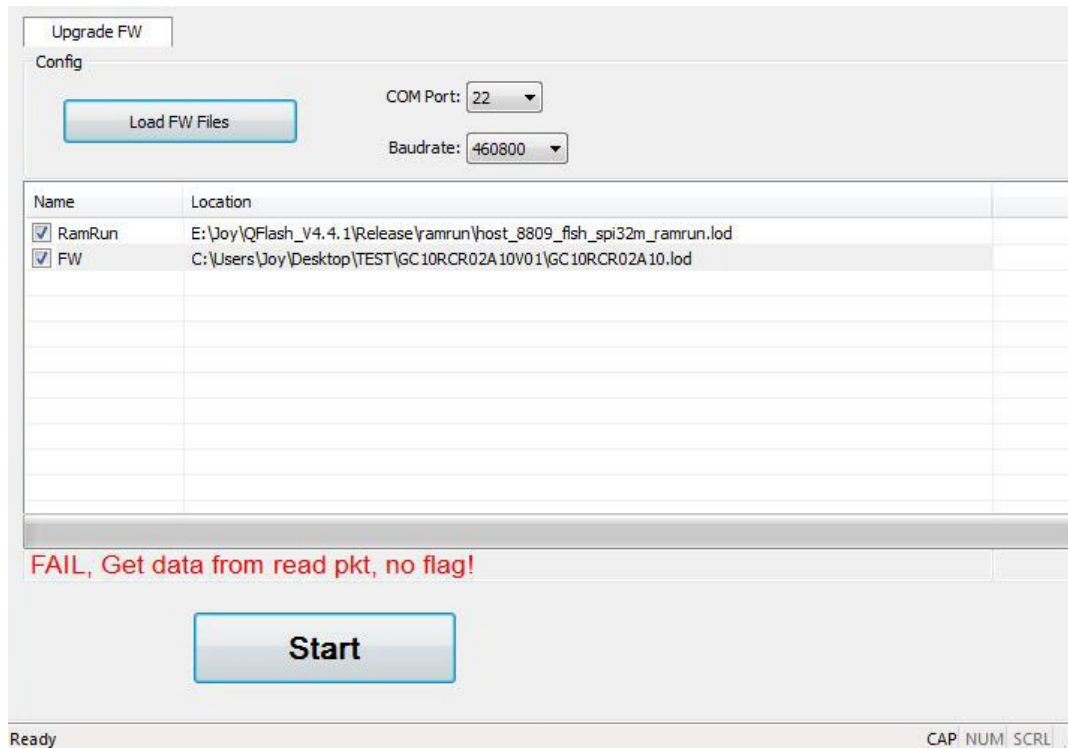 Upgrade FW
Config
Load FW Files
COM Port: 22
Baudrate: 460800
Name Location
RamRun E:\Joy\QFlash_V4.4.1\Release\ramrun\host_8809_flsh_spi32m_ramrun.lod
FW C:\Users\Joy\Desktop\TEST\GC10RCR02A10V01\GC10RCR02A10.lod
FAIL, Get data from read pkt, no flag!
Start
Ready CAP NUM SCRL